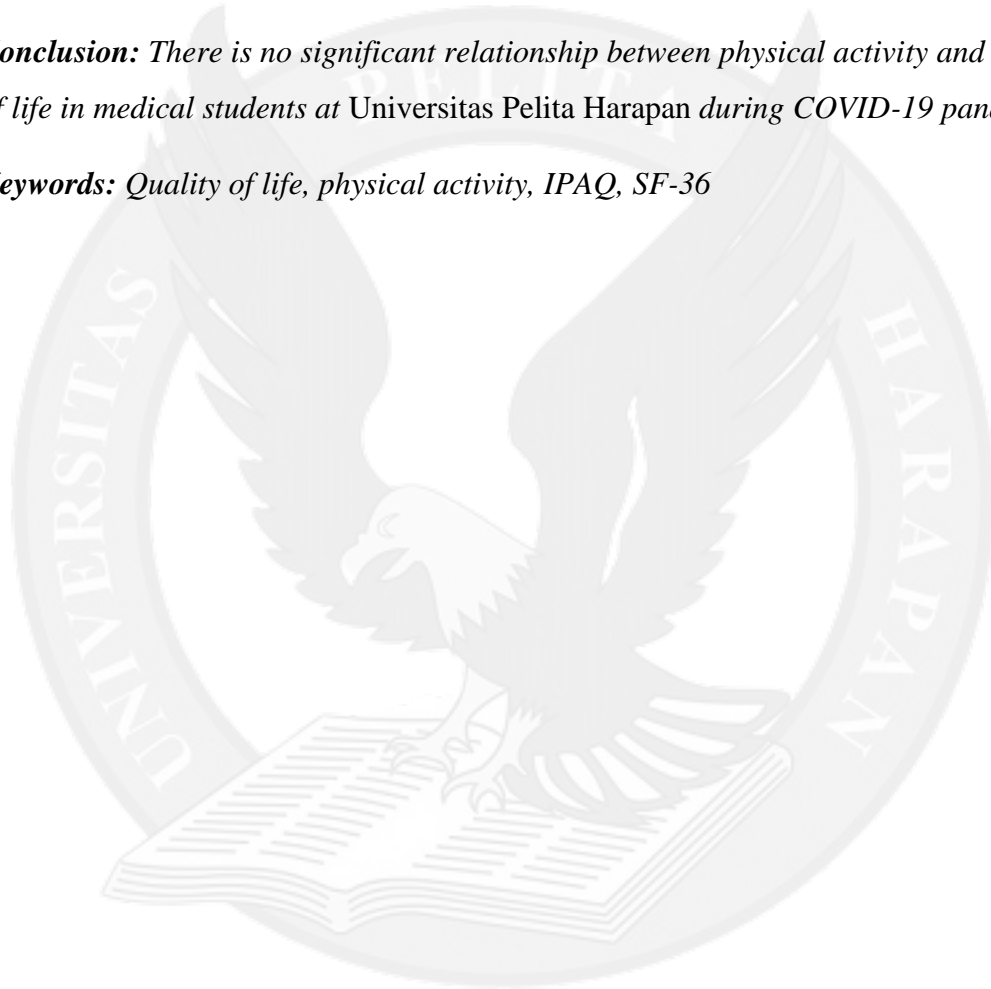 onclusion: There is no significant relationship between physical activity and
f life in medical students at Universitas Pelita Harapan during COVID-19 pan
eywords: Quality of life, physical activity, IPAQ, SF-36
UNIVERSITAS PELITA HARAPAN